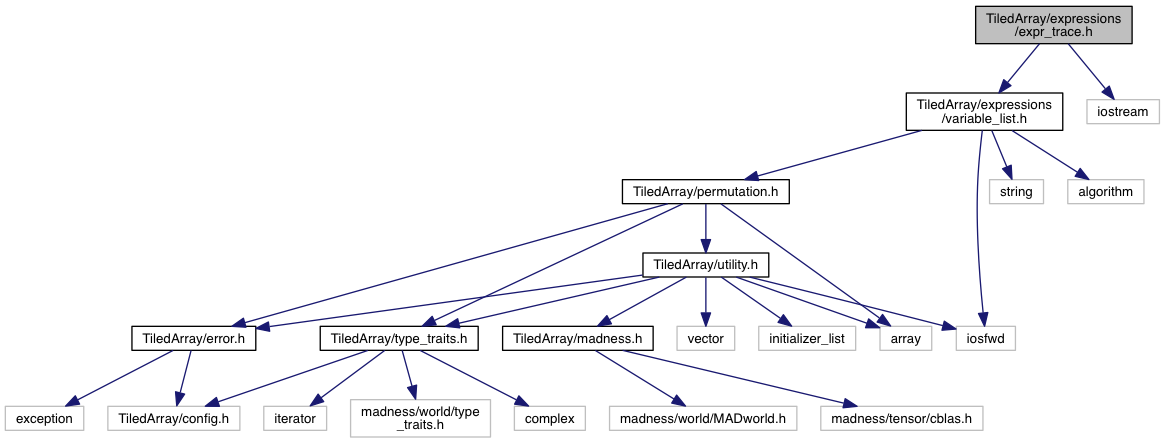 TiledArray/expressions
/expr_trace.h
TiledArray/expressions
/variable_list.h
iostream
TiledArray/permutation.h
string
algorithm
TiledArray/utility.h
TiledArray/error.h
TiledArray/type_traits.h
TiledArray/madness.h
vector
initializer_list
array
iosfwd
exception
TiledArray/config.h
iterator
madness/world/type
_traits.h
complex
madness/world/MADworld.h
madness/tensor/cblas.h